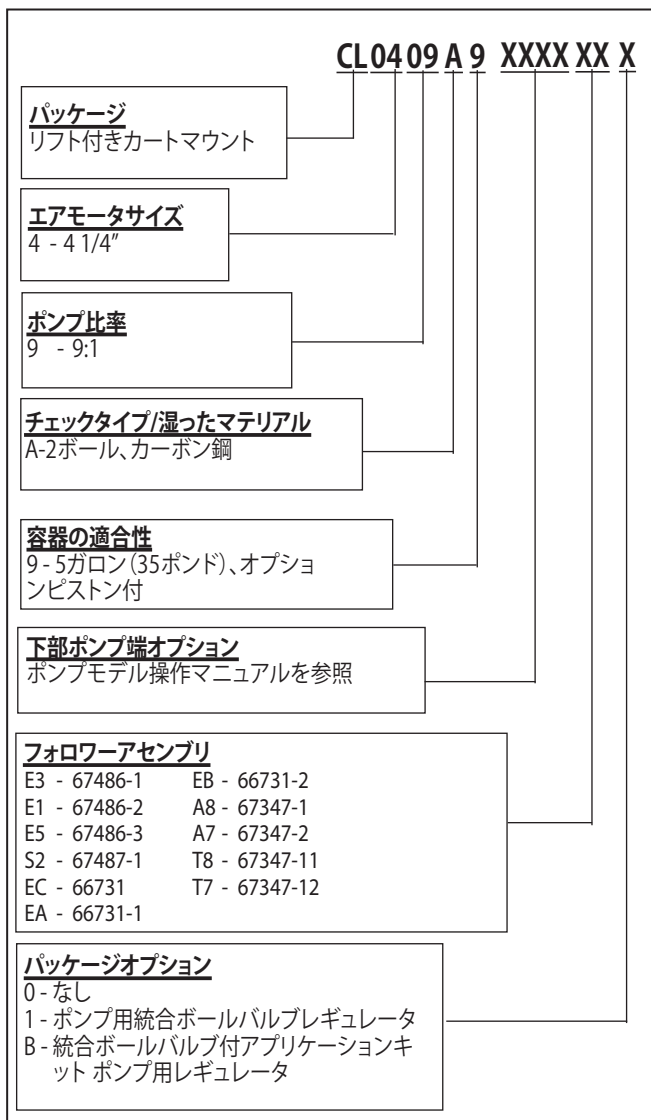 CL0409A9 XXXX XX X
パッケージ
リフト付きカートマウント
エアモータサイズ
4 - 4 1/4"
ポンプ比率
9 - 9:1
チェックタイプ/湿ったマテリアル
A-2ボール、カーボン鋼
容器の適合性
9 - 5ガロン(35ポンド)、オプショ
ンピストン付
下部ポンプ端オプション
ポンプモデル操作マニュアルを参照
フォロワーアセンブリ
E3 - 67486-1 EB - 66731-2
E1 - 67486-2 A8 - 67347-1
E5 - 67486-3 A7 - 67347-2
S2 - 67487-1 T8 - 67347-11
EC - 66731 T7 - 67347-12
EA - 66731-1
パッケージオプション
0 - なし
1 - ポンプ用統合ボールバルブレギュレータ
B - 統合ボールバルブ付アプリケーションキ
ット ポンプ用レギュレータ